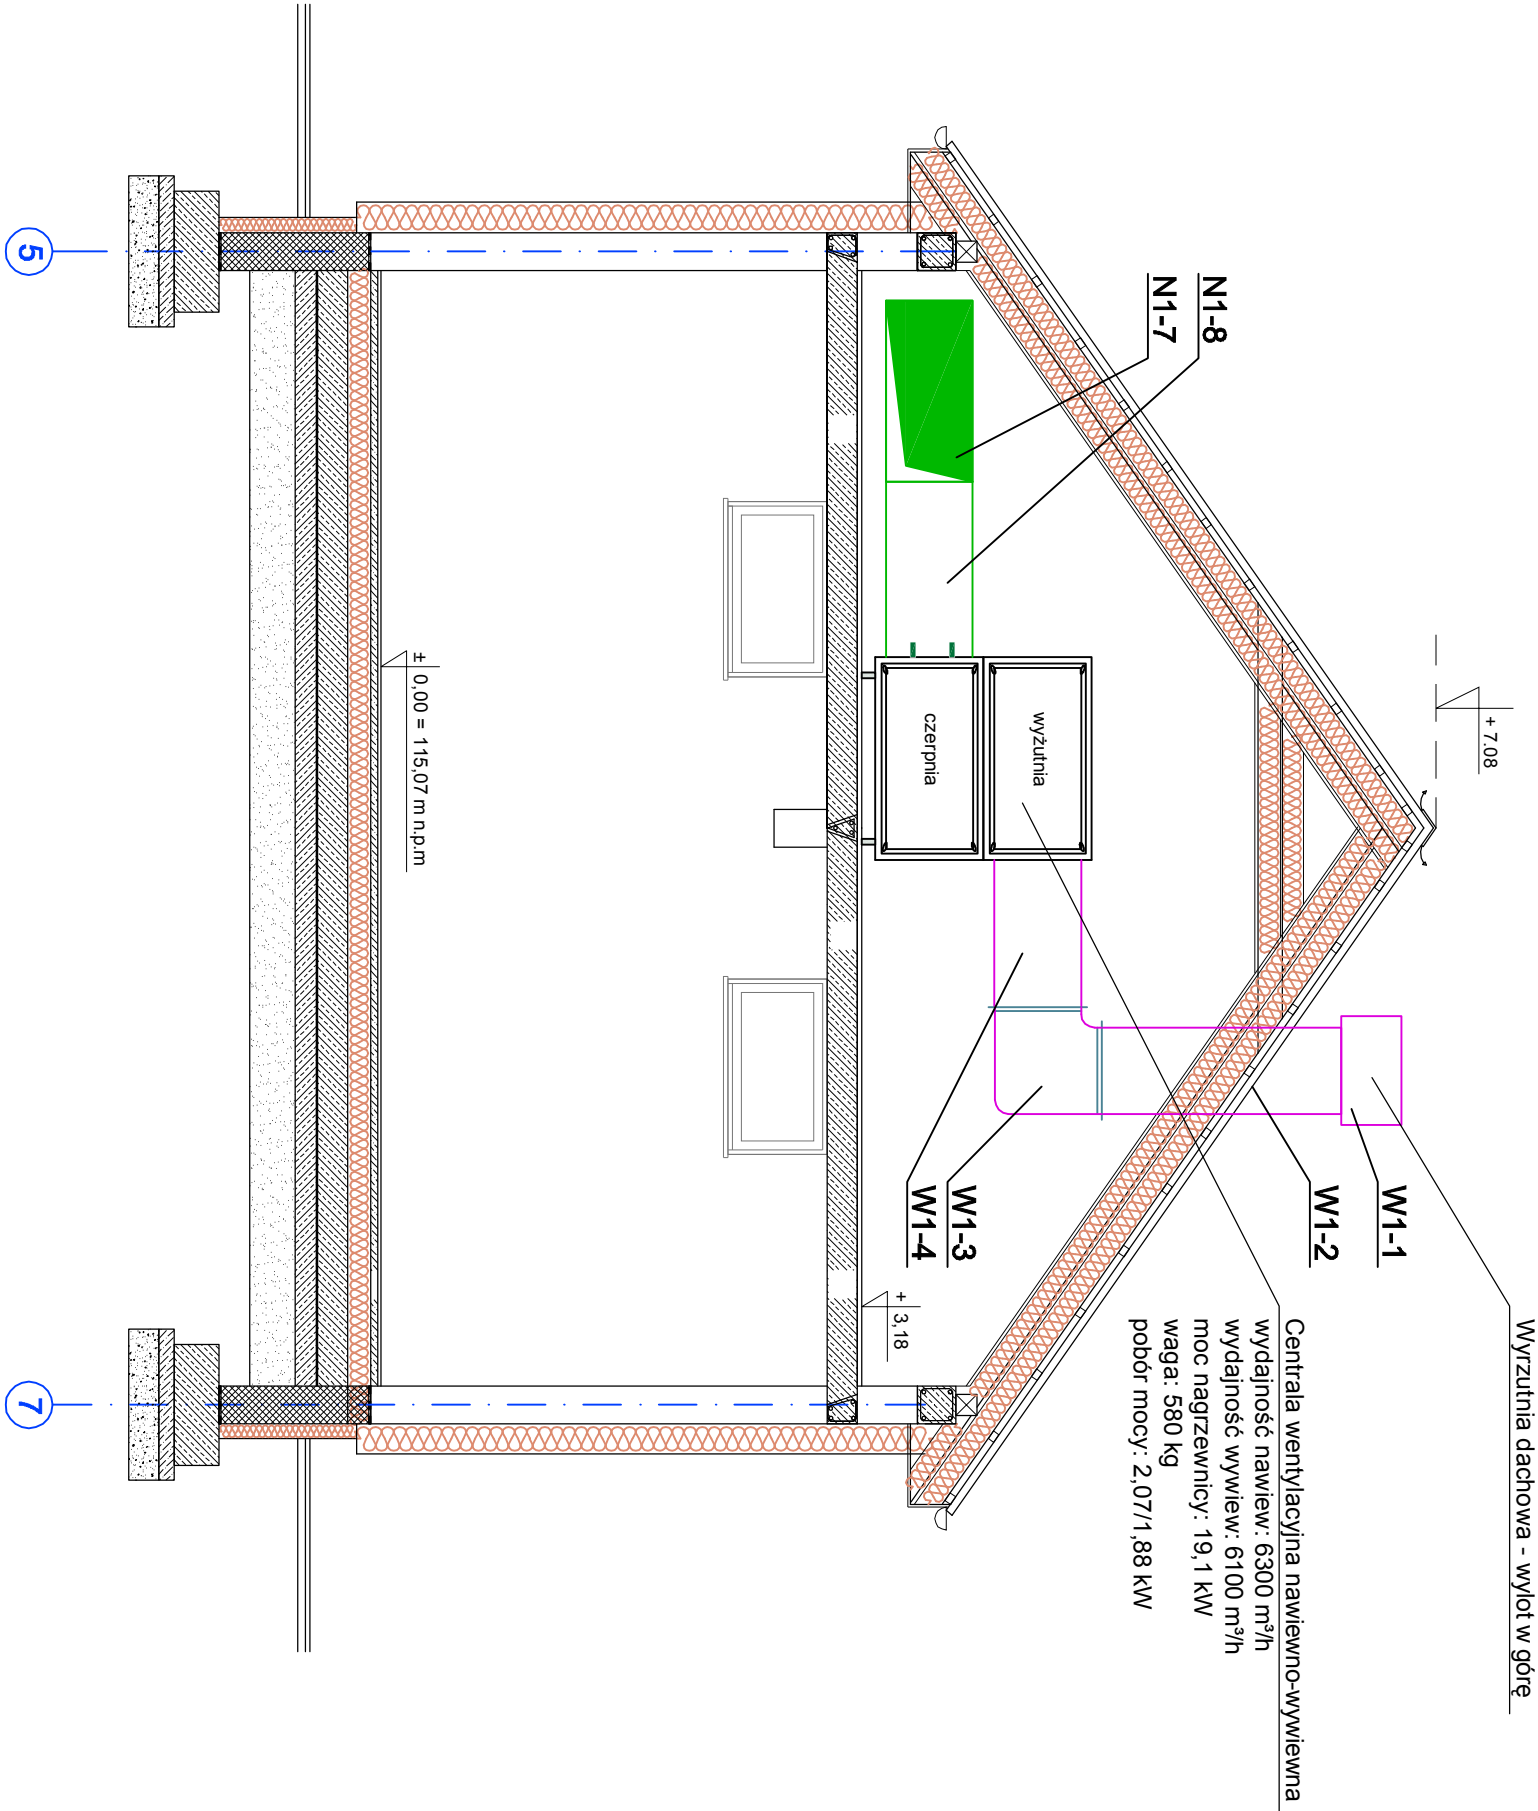 Wyrzutnia dachowa - wylot w górę
+ 7.08
W1-1
W1-2
Centrala wentylacyjna nawiewno-wywiewna
wydajność nawiew: 6300 m³/h
wydajność wywiew: 6100 m³/h
moc nagrzewnicy: 19,1 kW
waga: 580 kg
pobór mocy: 2,07/1,88 kW
N1-8
N1-7
wyżutnia
czerpnia
W1-3
W1-4
+ 3,18
± 0,00 = 115,07 m n.p.m
5
7